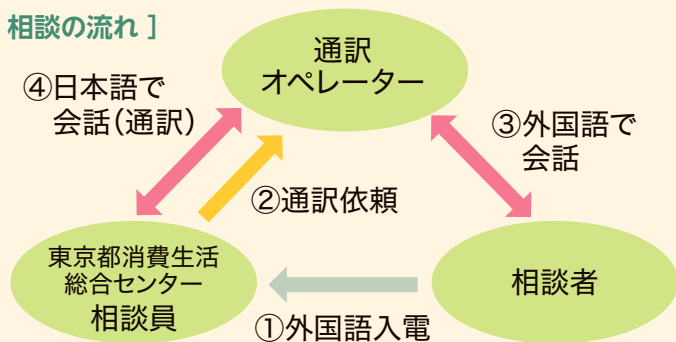 相談の流れ ]
通訳
オペレーター
④日本語で
会話(通訳)
③外国語で
会話
②通訳依頼
東京都消費生活
総合センター
相談員
相談者
①外国語入電